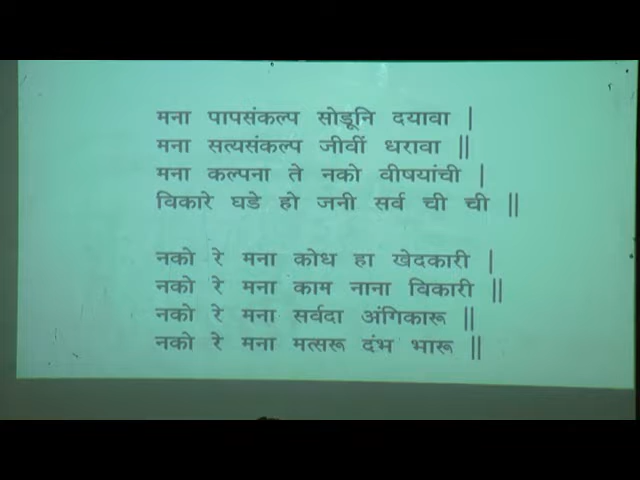 मना पापसंकल्प सोडूनि दयावा |
मना सत्यसंकल्प जीवीं धरावा ||
मना कल्पना ते नको वीषयांची |
विकारे घडे हो जनी सर्व ची ची ||
नको रे मना कोध हा खेदकारी |
नको रे मना काम नाना विकारी ||
नको रे मना सर्वदा अंगिकारू ||
नको रे मना मत्सरू दंभ भारू ||